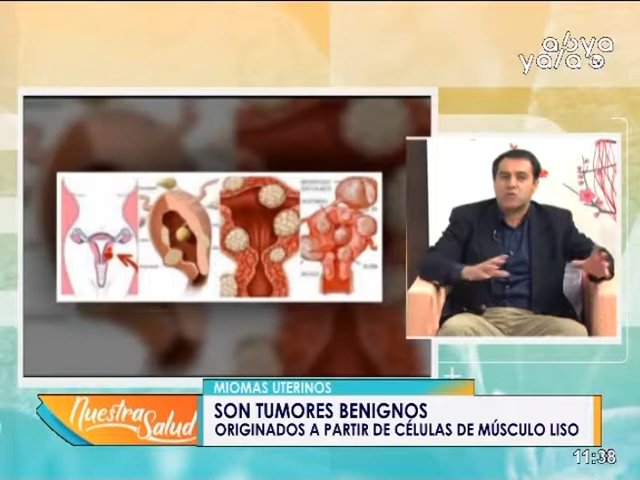 abya
yala tv
MIOMAS UTERINOS
Nuestra
Salud
SON TUMORES BENIGNOS
ORIGINADOS A PARTIR DE CÉLULAS DE MÚSCULO LISO
11:38